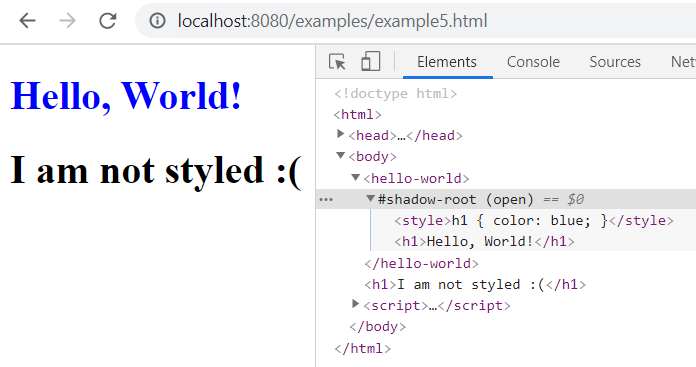 localhost:8080/examples/example5.html
Hello, World!
I am not styled :(
Elements Console Sources Netw
<!doctype html>
<html>
<head>…</head>
<body>
<hello-world>
#shadow-root (open) == $0
<style>h1 { color: blue; }</style>
<h1>Hello, World!</h1>
</hello-world>
<h1>I am not styled :(</h1>
<script>…</script>
</body>
</html>